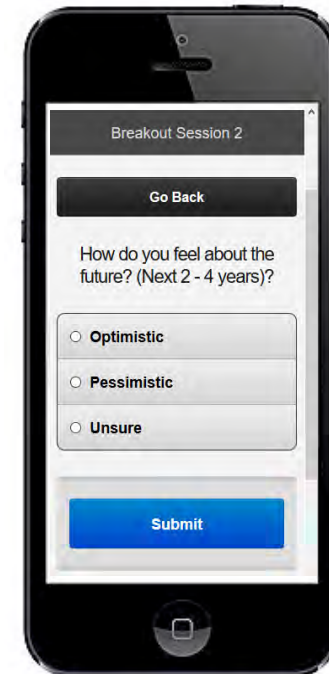 Breakout Session 2
Go Back
How do you feel about the
future? (Next 2 - 4 years)?
Optimistic
Pessimistic
Unsure
Submit